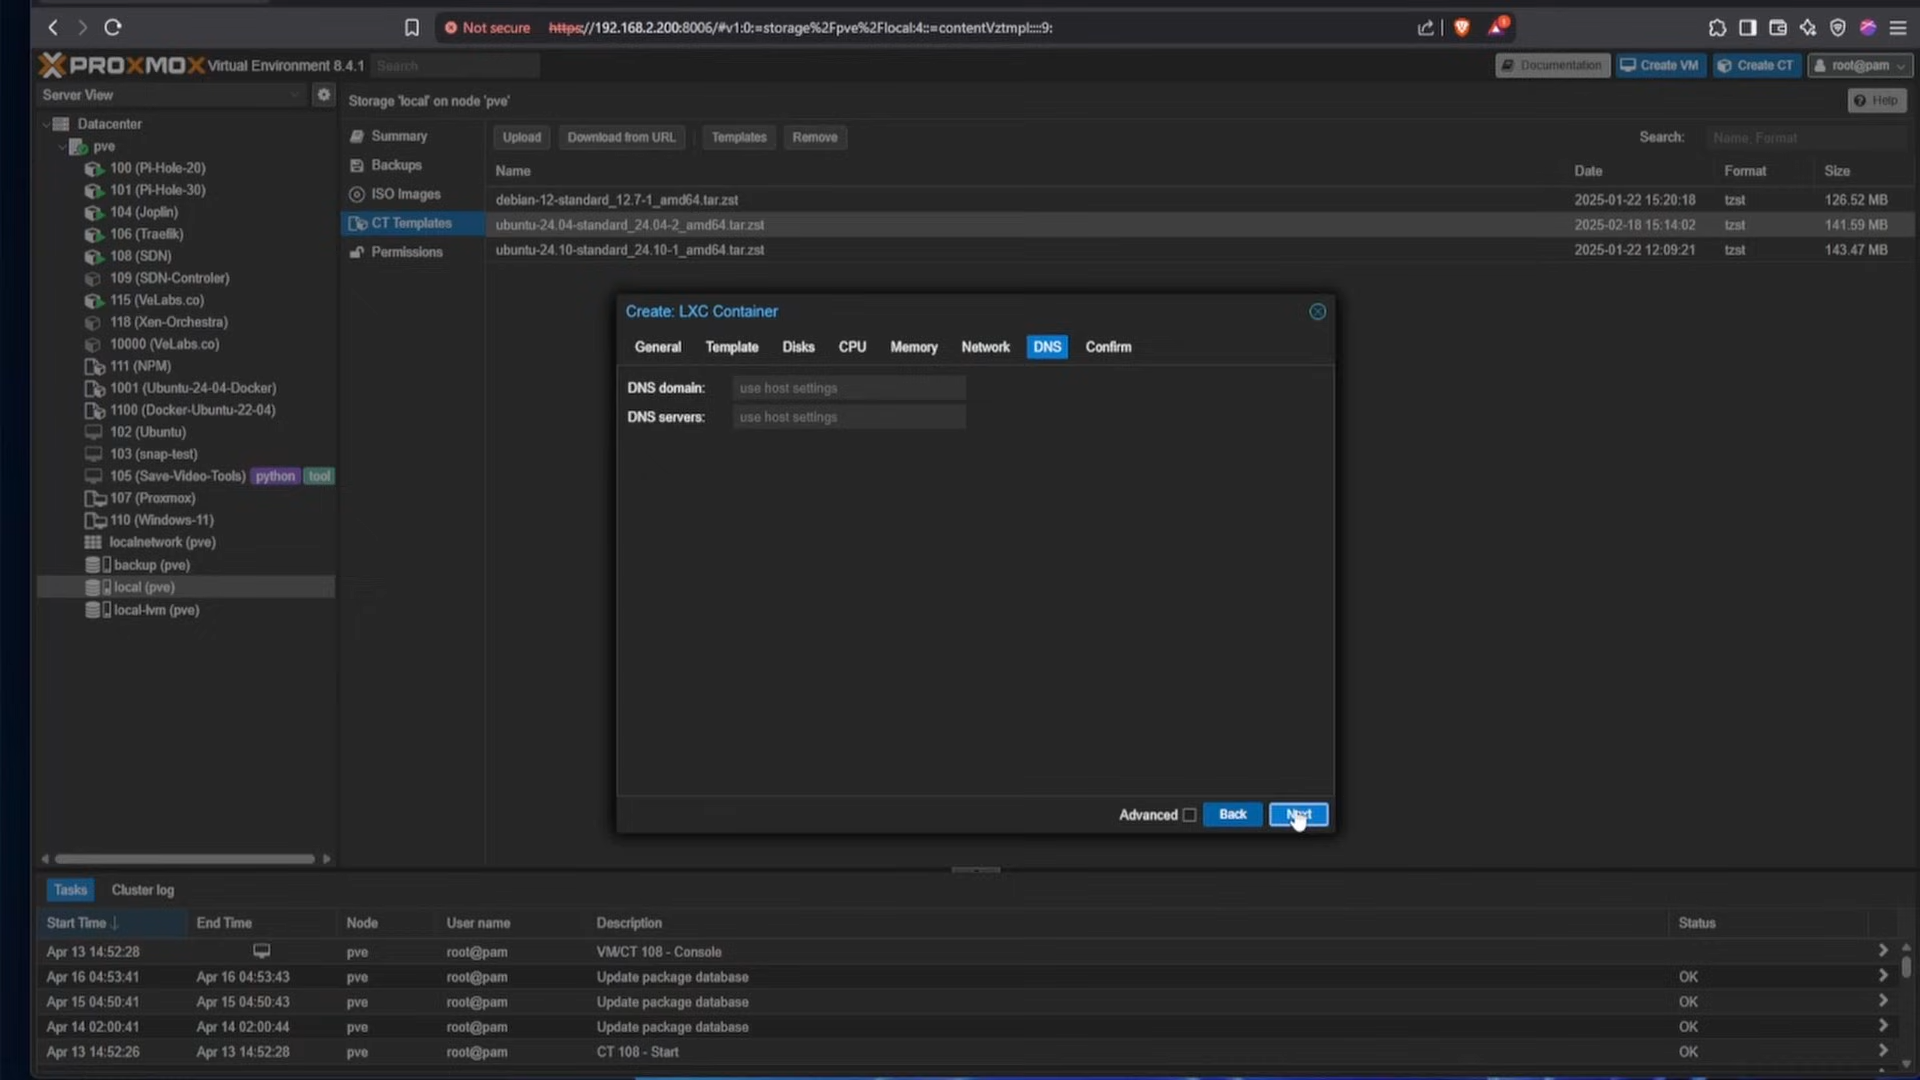 Not secure https://192.168.2.200:8006/#v1:0:=storage%2Fpve%2Flocal:4::=contentVztmpl::::9:
1
PROXMOX Virtual Environment 8.4.1 Search
Documentation Create VM Create CT root@pam
Server View
Storage 'local' on node 'pve'
Help
Datacenter
pve
100 (Pi-Hole-20)
101 (Pi-Hole-30)
104 (Joplin)
106 (Traefik)
108 (SDN)
109 (SDN-Controler)
115 (VeLabs.co)
118 (Xen-Orchestra)
10000 (VeLabs.co)
111 (NPM)
1001 (Ubuntu-24-04-Docker)
1100 (Docker-Ubuntu-22-04)
102 (Ubuntu)
103 (snap-test)
105 (Save-Video-Tools) python tool
107 (Proxmox)
110 (Windows-11)
localnetwork (pve)
backup (pve)
local (pve)
local-lvm (pve)
Summary
Backups
ISO Images
CT Templates
Permissions
Upload Download from URL Templates Remove
Search: Name, Format
Name Date Format Size
debian-12-standard_12.7-1_amd64.tar.zst 2025-01-22 15:20:18 tzst 126.52 MB
ubuntu-24.04-standard_24.04-2_amd64.tar.zst 2025-02-18 15:14:02 tzst 141.59 MB
ubuntu-24.10-standard_24.10-1_amd64.tar.zst 2025-01-22 12:09:21 tzst 143.47 MB
Create: LXC Container
General Template Disks CPU Memory Network DNS Confirm
DNS domain: use host settings
DNS servers: use host settings
Advanced Back Next
Tasks Cluster log
Start Time End Time Node User name Description Status
Apr 13 14:52:28 pve root@pam VM/CT 108 - Console
Apr 16 04:53:41 Apr 16 04:53:43 pve root@pam Update package database OK
Apr 15 04:50:41 Apr 15 04:50:43 pve root@pam Update package database OK
Apr 14 02:00:41 Apr 14 02:00:44 pve root@pam Update package database OK
Apr 13 14:52:26 Apr 13 14:52:28 pve root@pam CT 108 - Start OK